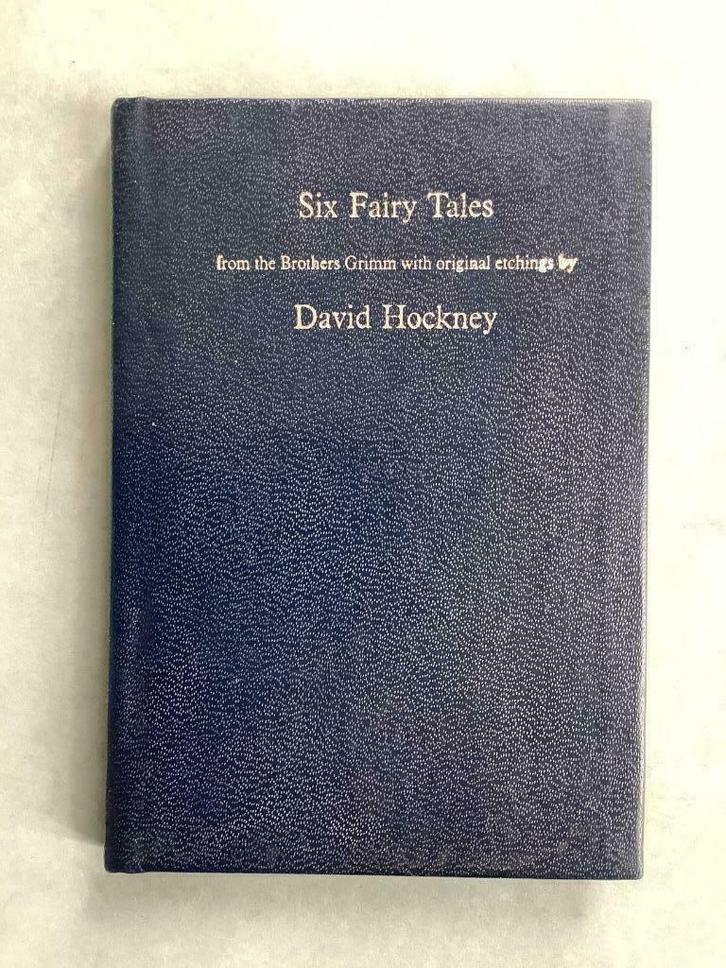 Six Fairy Tales
from the Brothers Grimm with original etchings by
David Hockney